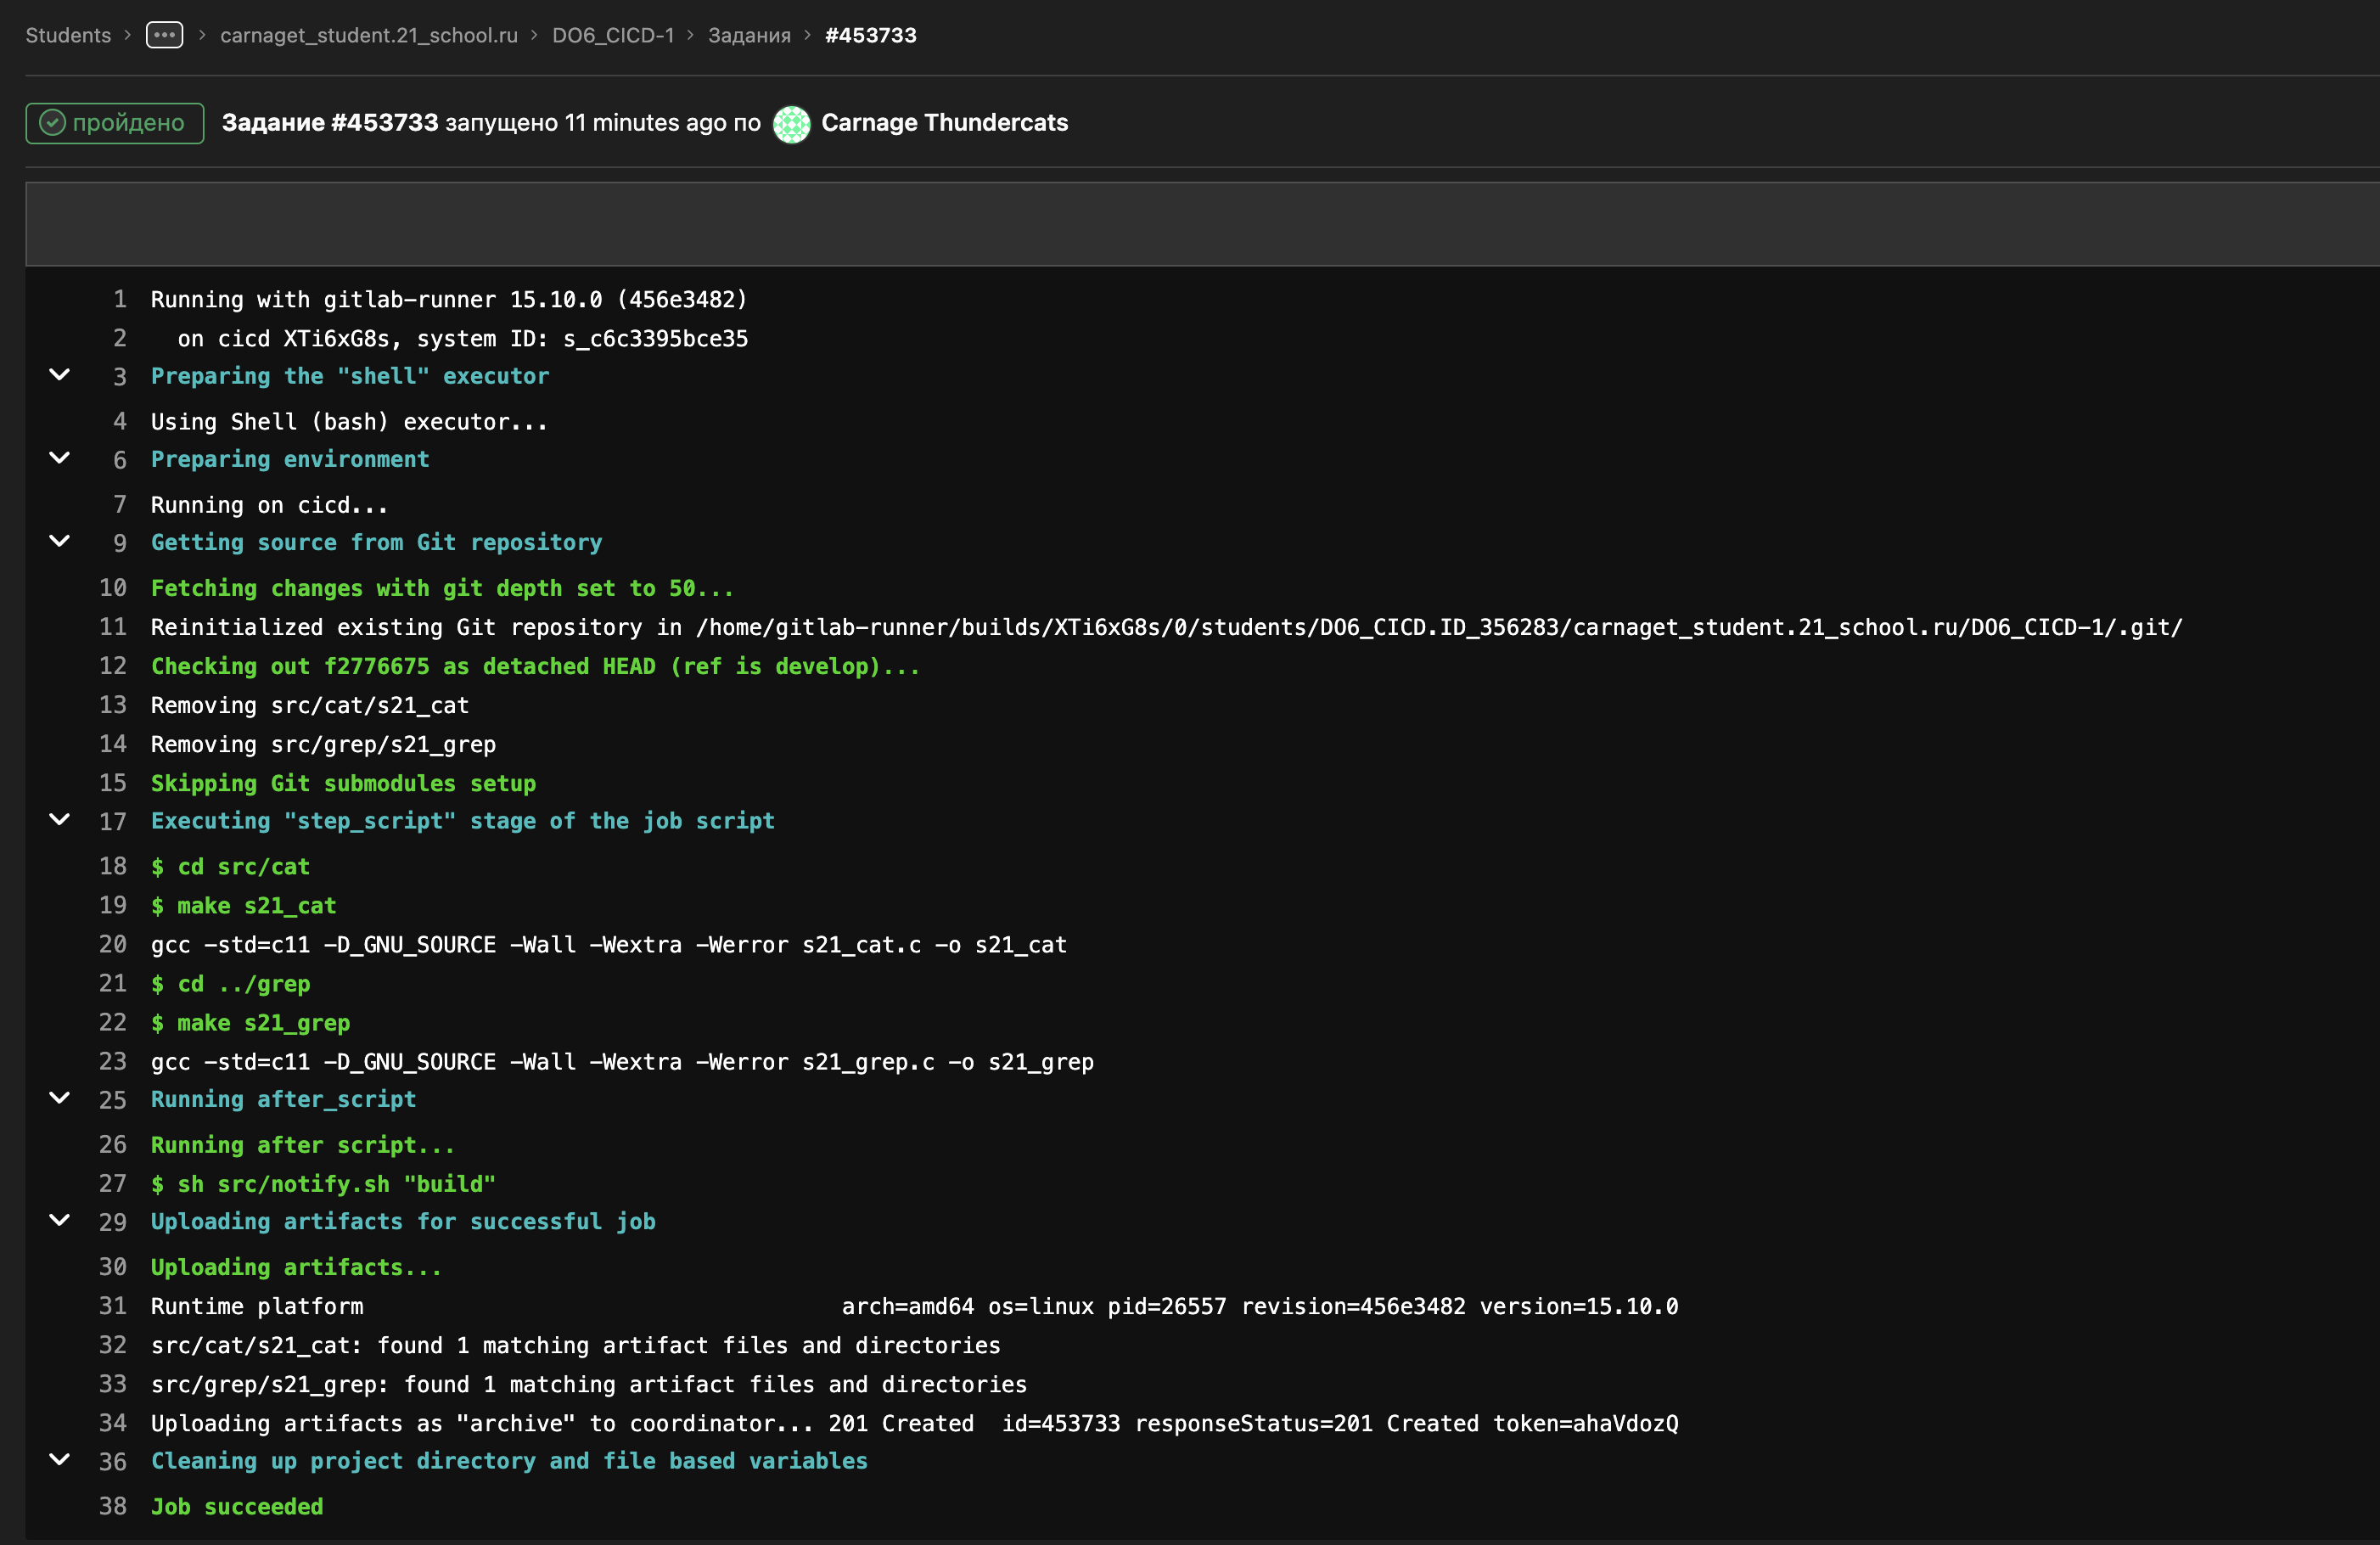 Students > ... > carnaget_student.21_school.ru > DO6_CICD-1 > Задания > #453733
пройдено Задание #453733 запущено 11 minutes ago по Carnage Thundercats
1 Running with gitlab-runner 15.10.0 (456e3482)
2 on cicd XTi6xG8s, system ID: s_c6c3395bce35
3 Preparing the "shell" executor
4 Using Shell (bash) executor...
6 Preparing environment
7 Running on cicd...
9 Getting source from Git repository
10 Fetching changes with git depth set to 50...
11 Reinitialized existing Git repository in /home/gitlab-runner/builds/XTi6xG8s/0/students/DO6_CICD.ID_356283/carnaget_student.21_school.ru/DO6_CICD-1/.git/
12 Checking out f2776675 as detached HEAD (ref is develop)...
13 Removing src/cat/s21_cat
14 Removing src/grep/s21_grep
15 Skipping Git submodules setup
17 Executing "step_script" stage of the job script
18 $ cd src/cat
19 $ make s21_cat
20 gcc -std=c11 -D_GNU_SOURCE -Wall -Wextra -Werror s21_cat.c -o s21_cat
21 $ cd ../grep
22 $ make s21_grep
23 gcc -std=c11 -D_GNU_SOURCE -Wall -Wextra -Werror s21_grep.c -o s21_grep
25 Running after_script
26 Running after script...
27 $ sh src/notify.sh "build"
29 Uploading artifacts for successful job
30 Uploading artifacts...
31 Runtime platform arch=amd64 os=linux pid=26557 revision=456e3482 version=15.10.0
32 src/cat/s21_cat: found 1 matching artifact files and directories
33 src/grep/s21_grep: found 1 matching artifact files and directories
34 Uploading artifacts as "archive" to coordinator... 201 Created id=453733 responseStatus=201 Created token=ahaVdozQ
36 Cleaning up project directory and file based variables
38 Job succeeded